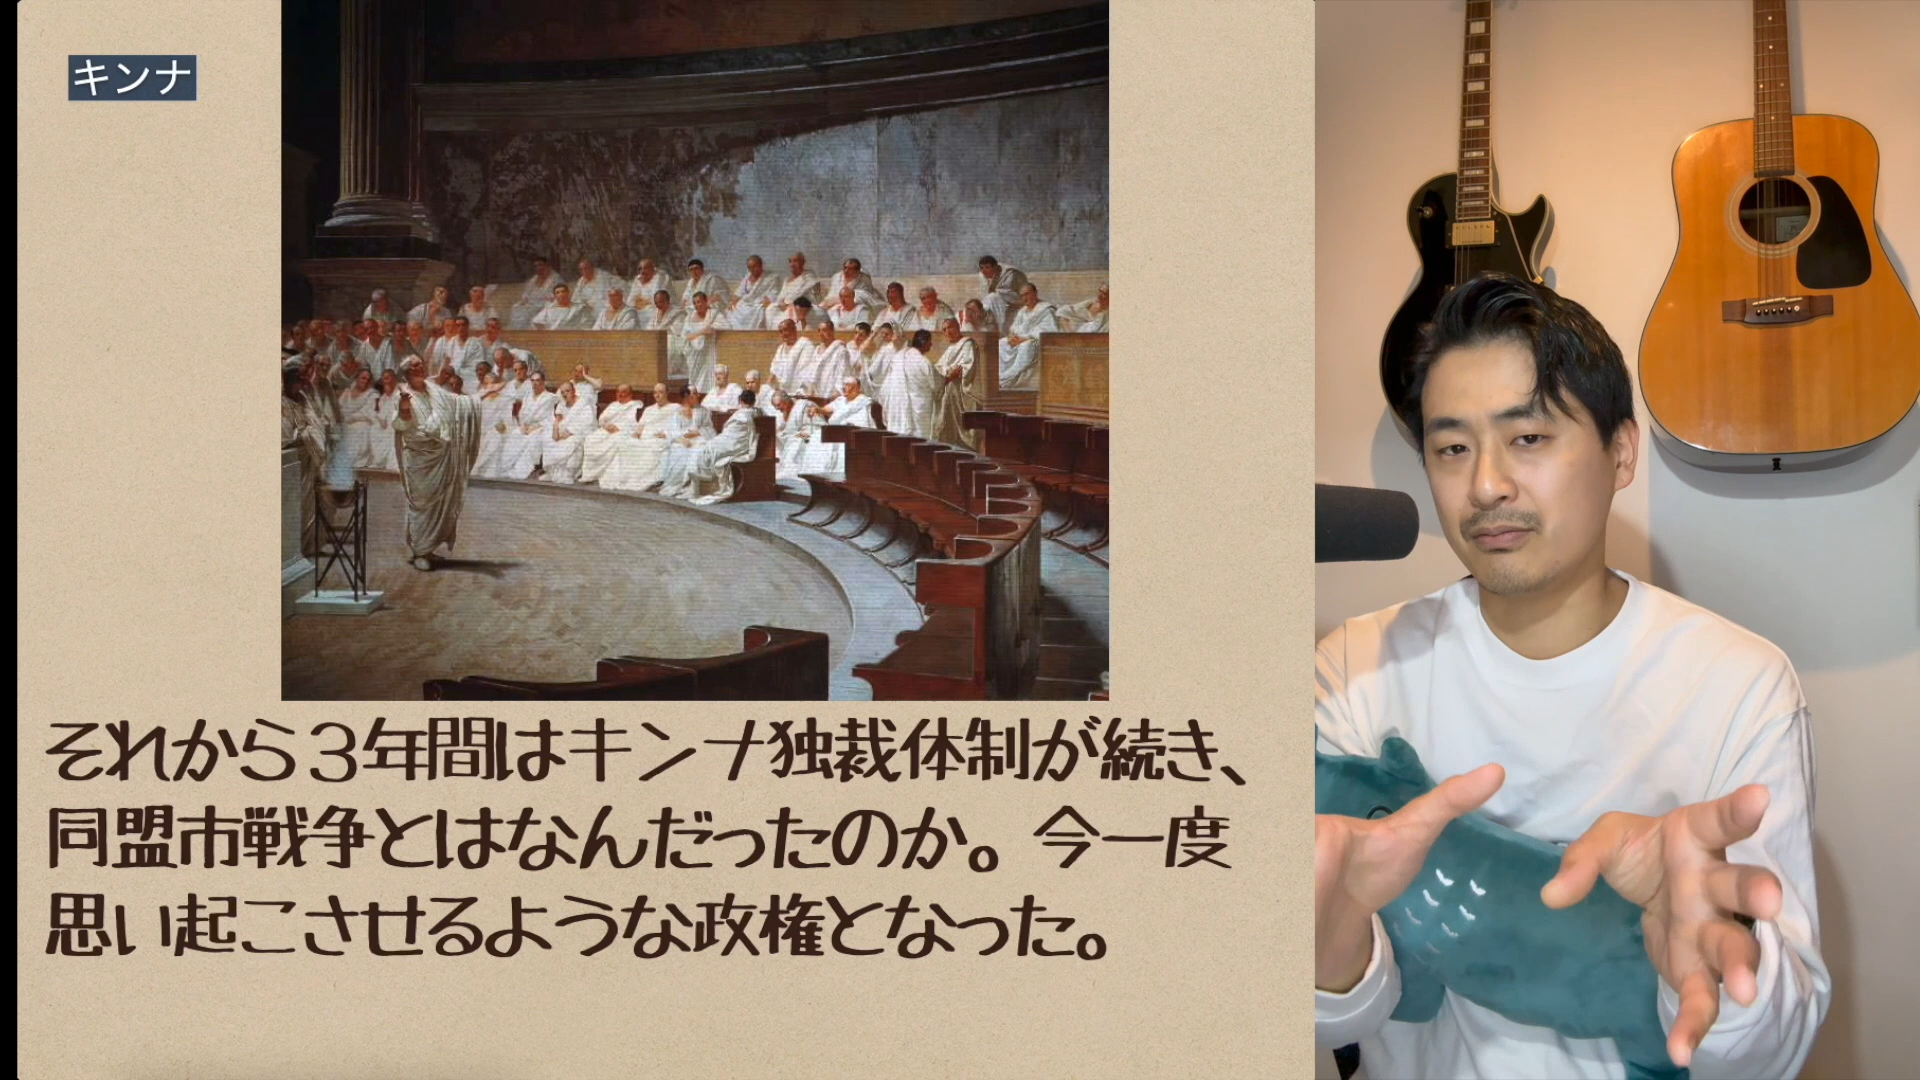 キンナ
それから３年間はキンナ独裁体制が続き、
同盟市戦争とはなんだったのか。今一度
思い起こさせるような政権となった。